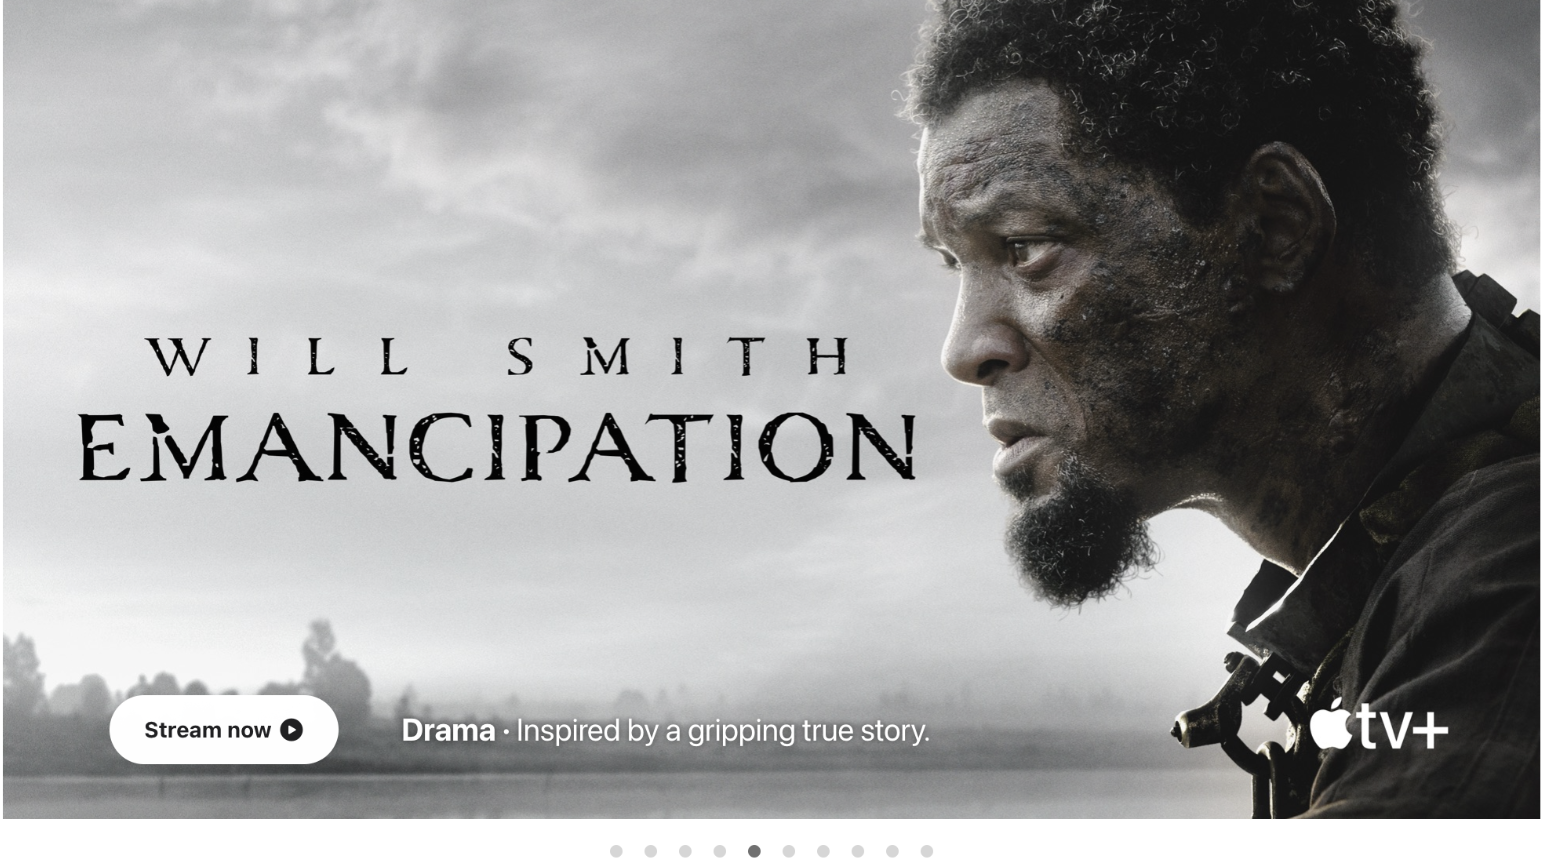 WILL SMITH
EMANCIPATION
Stream now
Drama · Inspired by a gripping true story.
tv+